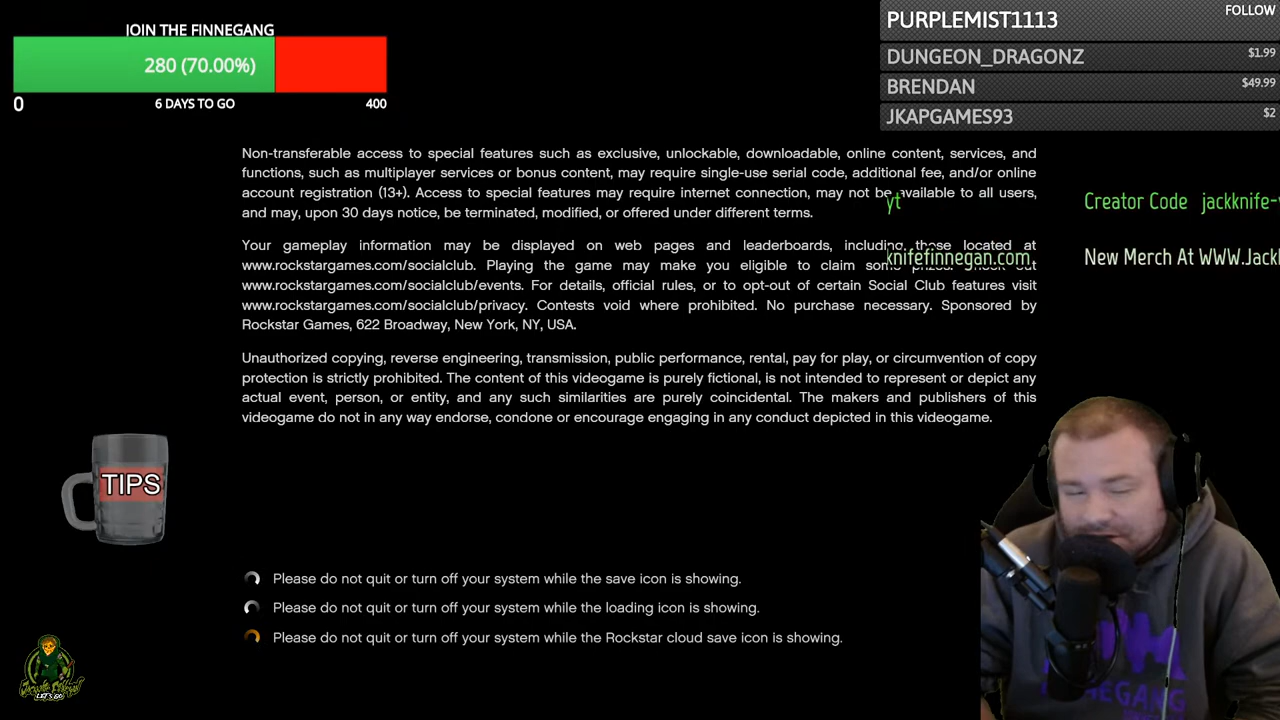 JOIN THE FINNEGANG
280 (70.00%)
0
6 DAYS TO GO
400
PURPLEMIST1113
FOLLOW
DUNGEON_DRAGONZ
$1.99
BRENDAN
$49.99
JKAPGAMES93
$2
Non-transferable access to special features such as exclusive, unlockable, downloadable, online content, services, and
functions, such as multiplayer services or bonus content, may require single-use serial code, additional fee, and/or online
account registration (13+). Access to special features may require internet connection, may not be available to all users,
and may, upon 30 days notice, be terminated, modified, or offered under different terms.
yt
Creator Code jackknife-
Your gameplay information may be displayed on web pages and leaderboards, including those located at
www.rockstargames.com/socialclub. Playing the game may make you eligible to claim some
knifefinnegan.com
New Merch At WWW.Jack
www.rockstargames.com/socialclub/events. For details, official rules, or to opt-out of certain Social Club features visit
www.rockstargames.com/socialclub/privacy. Contests void where prohibited. No purchase necessary. Sponsored by
Rockstar Games, 622 Broadway, New York, NY, USA.
Unauthorized copying, reverse engineering, transmission, public performance, rental, pay for play, or circumvention of copy
protection is strictly prohibited. The content of this videogame is purely fictional, is not intended to represent or depict any
actual event, person, or entity, and any such similarities are purely coincidental. The makers and publishers of this
videogame do not in any way endorse, condone or encourage engaging in any conduct depicted in this videogame.
TIPS
Please do not quit or turn off your system while the save icon is showing.
Please do not quit or turn off your system while the loading icon is showing.
Please do not quit or turn off your system while the Rockstar cloud save icon is showing.
LET'S GO